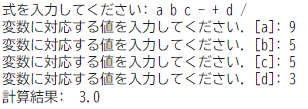 式を入力してください: a b c - + d /
変数に対応する値を入力してください. [a]: 9
変数に対応する値を入力してください. [b]: 5
変数に対応する値を入力してください. [c]: 5
変数に対応する値を入力してください. [d]: 3
計算結果: 3.0